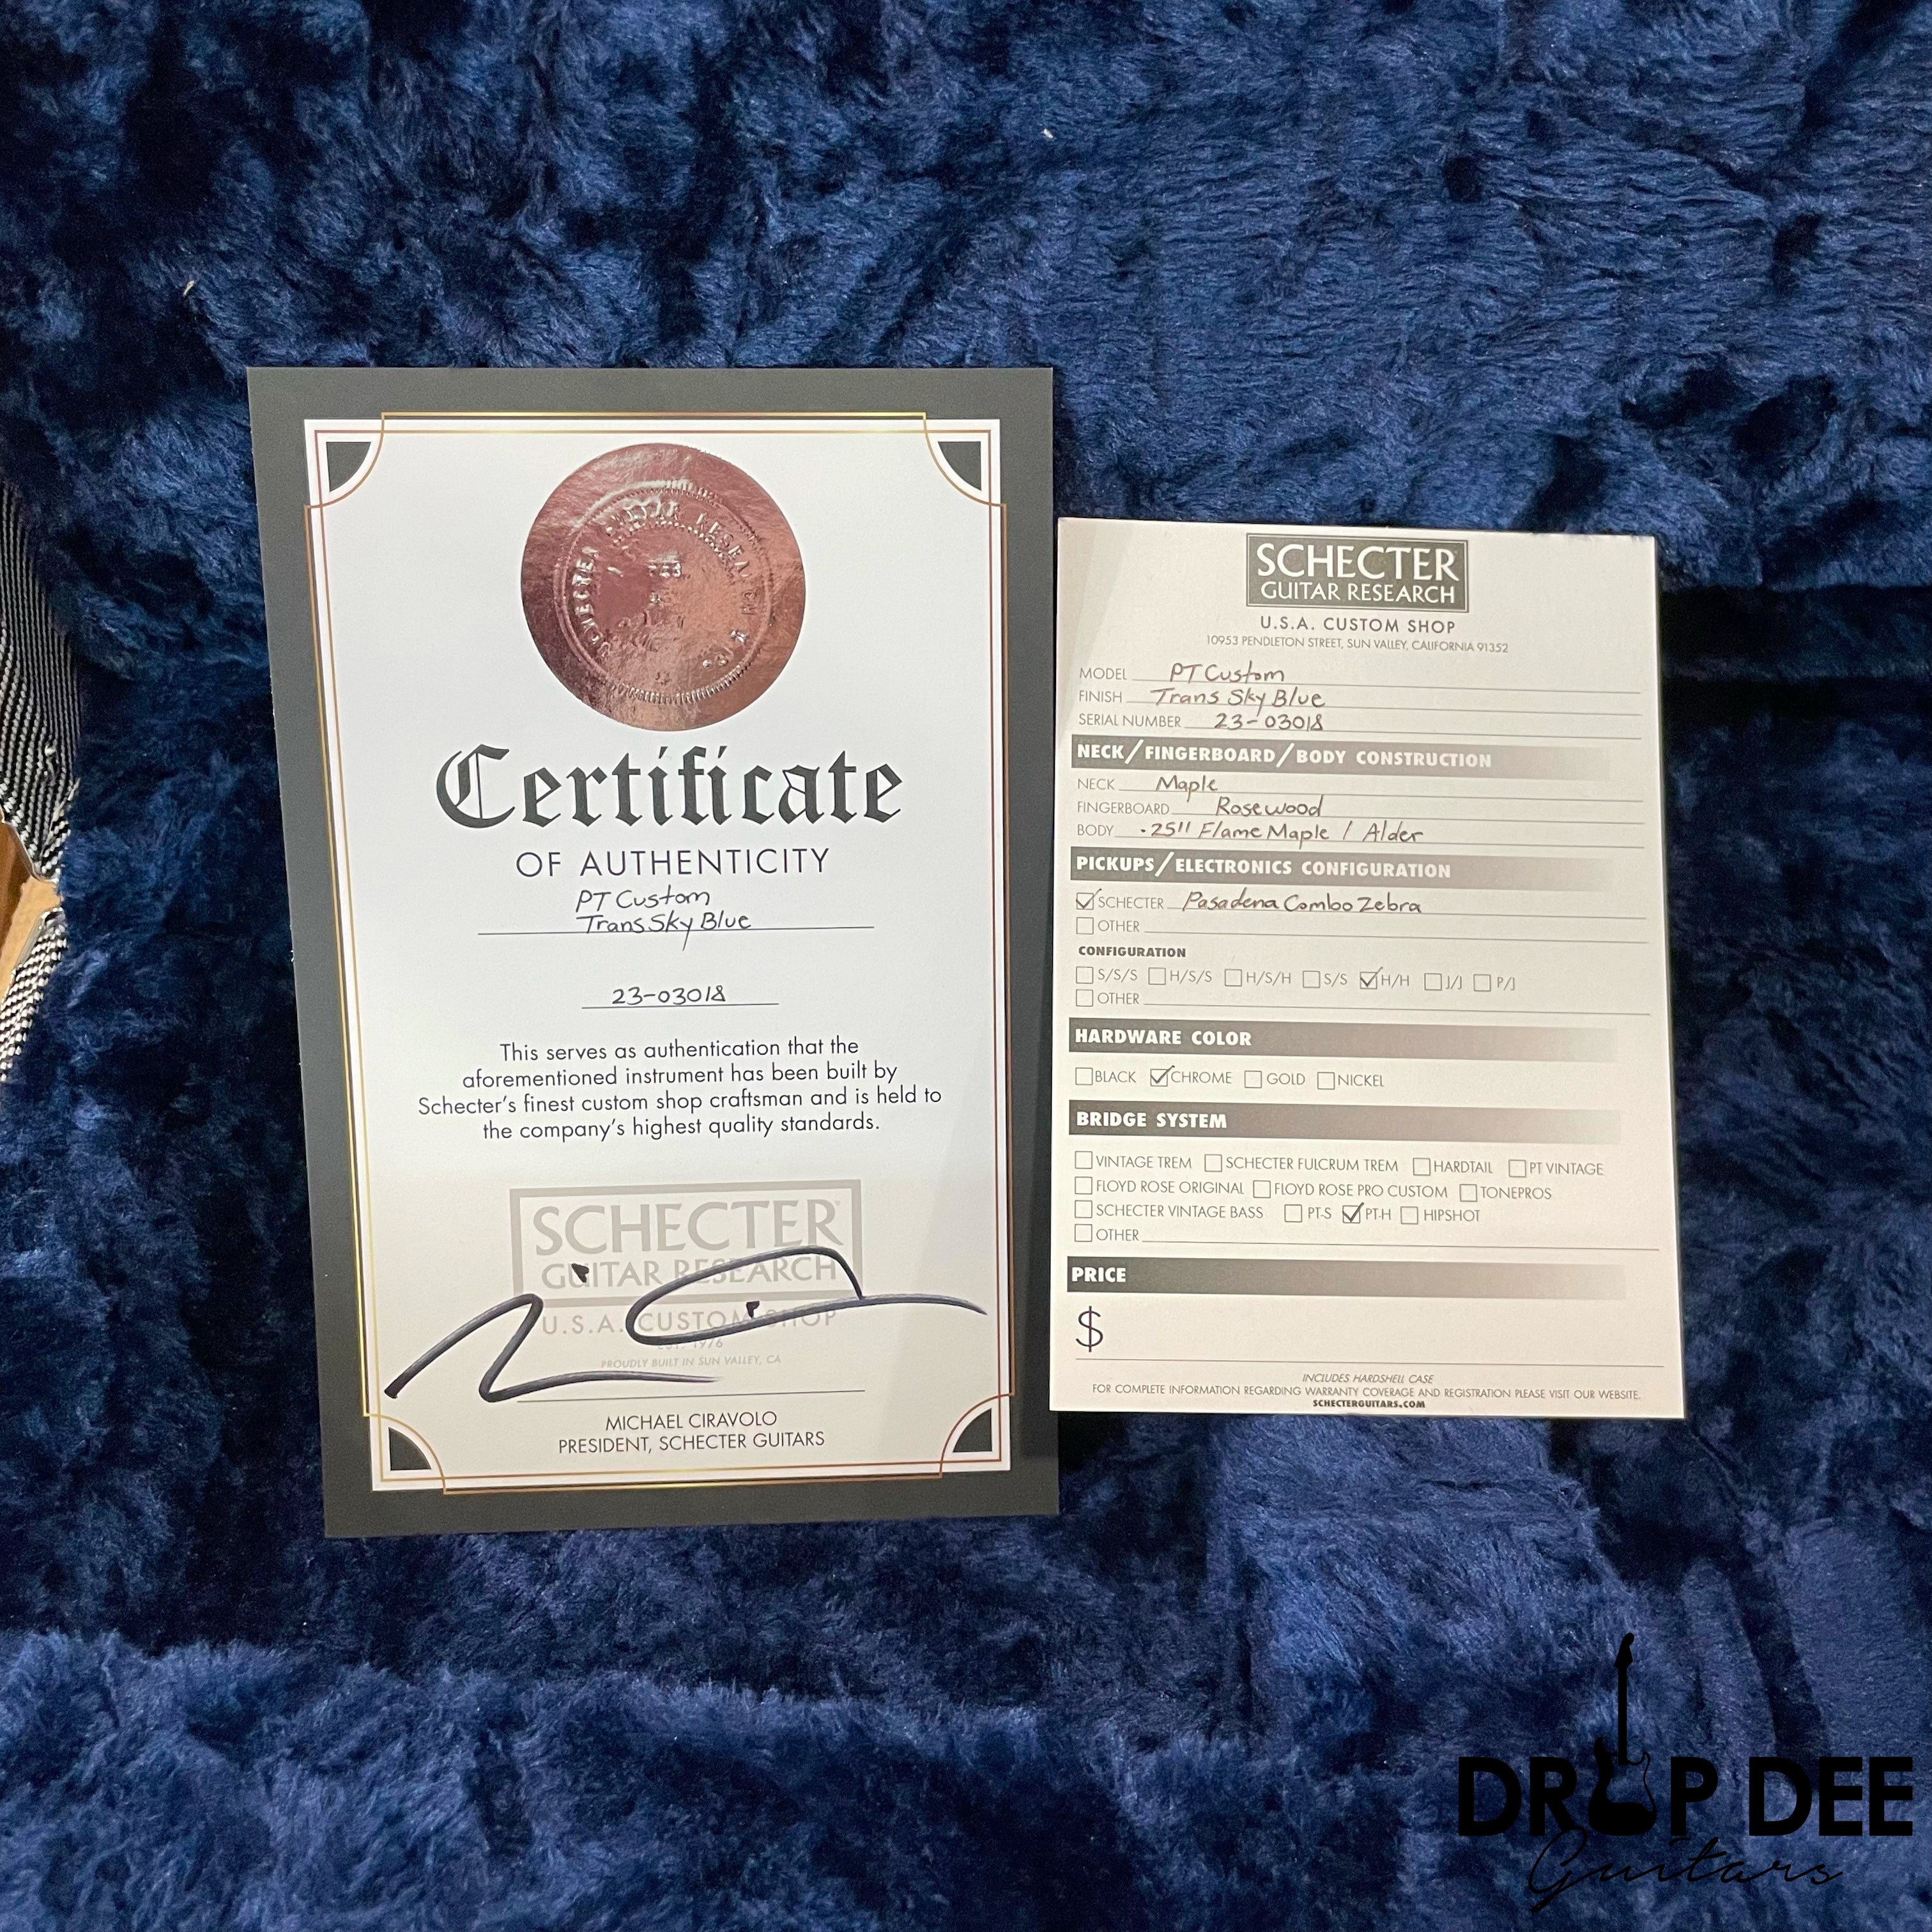 SCHECTER GUITAR RESEARCH
Certificate
OF AUTHENTICITY
PT Custom
Trans Sky Blue
23-03018
This serves as authentication that the
aforementioned instrument has been built by
Schecter's finest custom shop craftsman and is held to
the company's highest quality standards.
SCHECTER
GUITAR RESEARCH
U.S.A. CUSTOM SHOP
EST. 1976
PROUDLY BUILT IN SUN VALLEY, CA
MICHAEL CIRAVOLO
PRESIDENT, SCHECTER GUITARS
SCHECTER
GUITAR RESEARCH
U.S.A. CUSTOM SHOP
10953 PENDLETON STREET, SUN VALLEY, CALIFORNIA 91352
MODEL PT Custom
FINISH Trans Sky Blue
SERIAL NUMBER 23-03018
NECK/FINGERBOARD/BODY CONSTRUCTION
NECK Maple
FINGERBOARD Rosewood
BODY .25" Flame Maple / Alder
PICKUPS/ELECTRONICS CONFIGURATION
SCHECTER Pasadena Combo Zebra
OTHER
CONFIGURATION
S/S/S H/S/S H/S/H S/S H/H J/J P/J
OTHER
HARDWARE COLOR
BLACK CHROME GOLD NICKEL
BRIDGE SYSTEM
VINTAGE TREM SCHECTER FULCRUM TREM HARDTAIL PT VINTAGE
FLOYD ROSE ORIGINAL FLOYD ROSE PRO CUSTOM TONEPROS
SCHECTER VINTAGE BASS PT-S PT-H HIPSHOT
OTHER
PRICE
$
INCLUDES HARDSHELL CASE
FOR COMPLETE INFORMATION REGARDING WARRANTY COVERAGE AND REGISTRATION PLEASE VISIT OUR WEBSITE.
SCHECTERGUITARS.COM
DROP DEE
Guitars